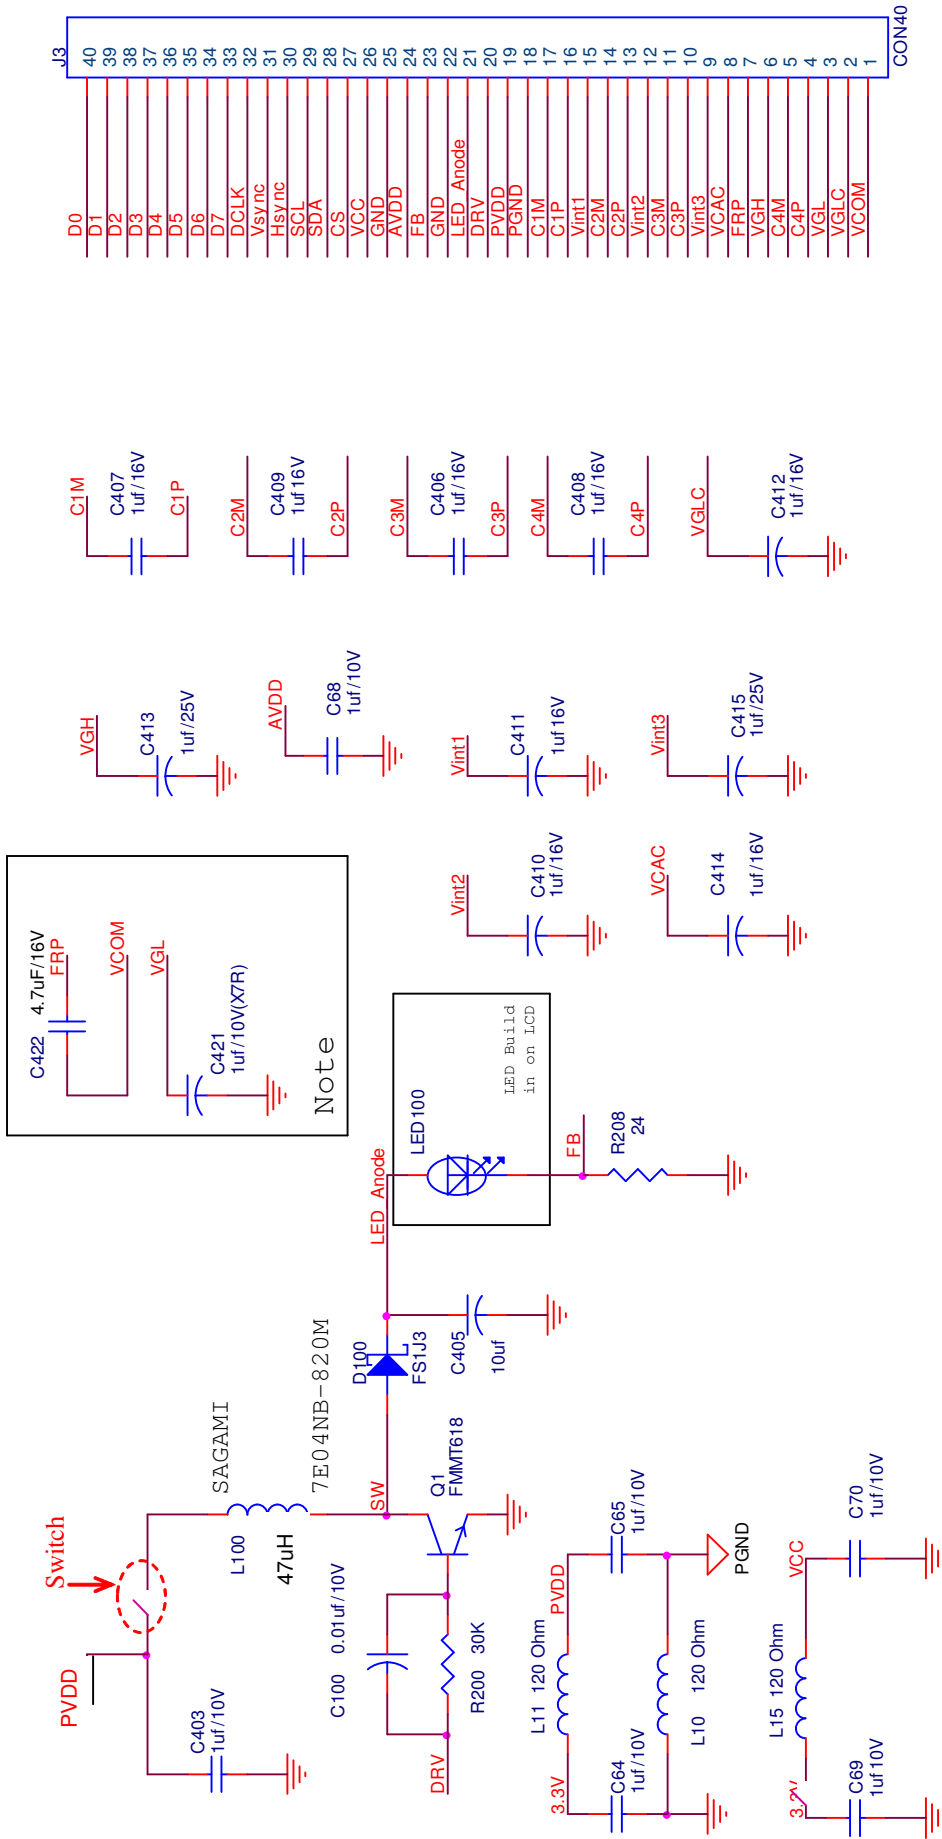 Switch
PVDD
C403
1uf/10V
SAGAMI
L100
47uH
7E04NB-820M
C100 0.01uf/10V
R200 30K
DRV
SW
Q1
FMMT618
D100
FS1J3
C405
10uf
LED_Anode
LED100
LED Build
in on LCD
FB
R208
24
3.3V
L11 120 Ohm
PVDD
C64
1uf/10V
C65
1uf/10V
L10 120 Ohm
PGND
L15 120 Ohm
VCC
C69
1uf10V
C70
1uf/10V
C422 4.7uF/16V
FRP
VCOM
VGL
C421
1uf/10V(X7R)
Note
VGH
C413
1uf/25V
AVDD
C68
1uf/10V
Vint1
C411
1uf16V
Vint3
C415
1uf/25V
Vint2
C410
1uf/16V
VCAC
C414
1uf/16V
C1M
C407
1uf/16V
C1P
C2M
C409
1uf16V
C2P
C3M
C406
1uf/16V
C3P
C4M
C408
1uf/16V
C4P
VGLC
C412
1uf/16V
J3
D0 40
D1 39
D2 38
D3 37
D4 36
D5 35
D6 34
D7 33
DCLK 32
Vsync 31
Hsync 30
SCL 29
SDA 28
CS 27
VCC 26
GND 25
AVDD 24
FB 23
GND 22
LED_Anode 21
DRV 20
PVDD 19
PGND 18
C1M 17
C1P 16
Vint1 15
C2M 14
C2P 13
Vint2 12
C3M 11
C3P 10
Vint3 9
VCAC 8
FRP 7
VGH 6
C4M 5
C4P 4
VGL 3
VGLC 2
VCOM 1
CON40